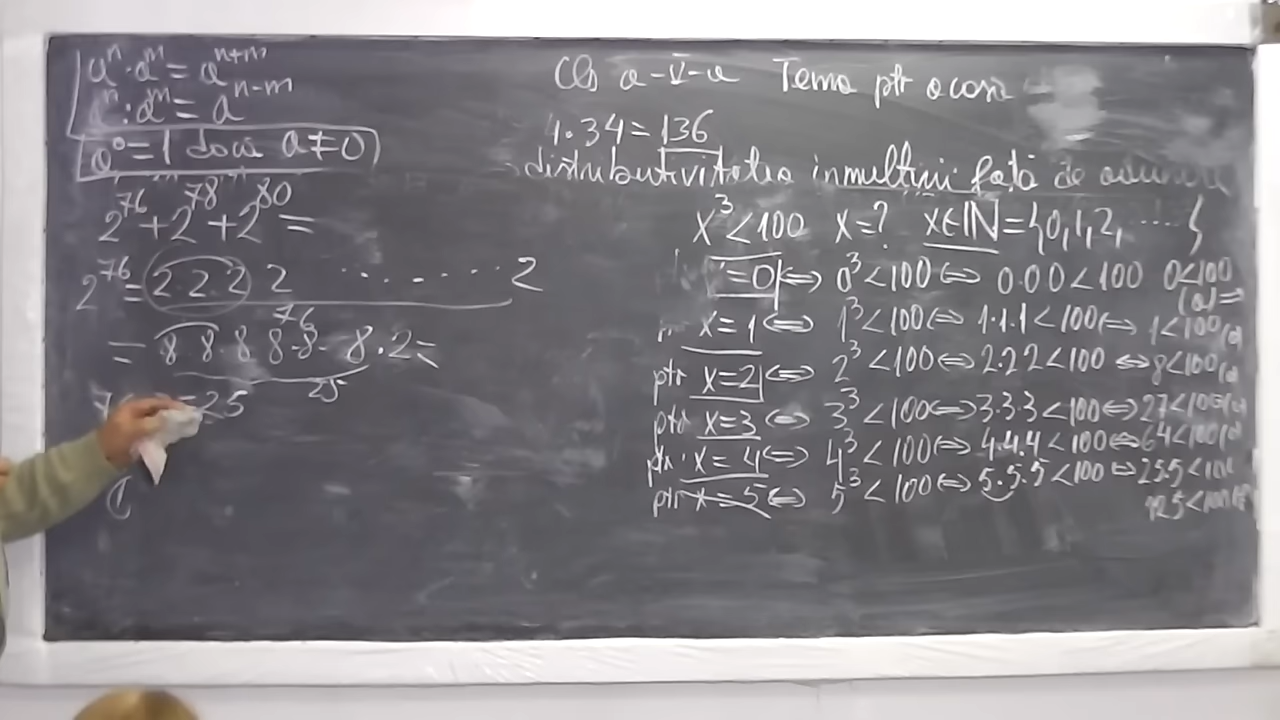 aⁿ·aᵐ=aⁿ⁺ᵐ
aⁿ:aᵐ=aⁿ⁻ᵐ
a⁰=1 dacă a≠0
2⁷⁶+2⁷⁸+2⁸⁰=
2⁷⁶=2·2·2 2 ........ 2
76
=8·8·8 8·8· 8·2=
25
=25
Cls a-V-a Tema ptr acasă
4·34=136
distributivitatea inmultirii față de
x³<100 x=? x∈ℕ={0,1,2, ....}
=0⇔ 0³<100⇔ 0·0·0<100 0<100
(a)⇒
x=1⇔ 1³<100⇔ 1·1·1<100⇔ 1<100(a)
ptr x=2⇔ 2³<100⇔2·2·2<100 ⇔8<100(a)
ptr x=3⇔ 3³<100⇔3·3·3<100⇔27<100(a)
ptr x=4⇔ 4³<100⇔4·4·4<100⇔64<100(a)
ptr x=5⇔ 5³<100⇔5·5·5<100⇔25·5<100
125<100